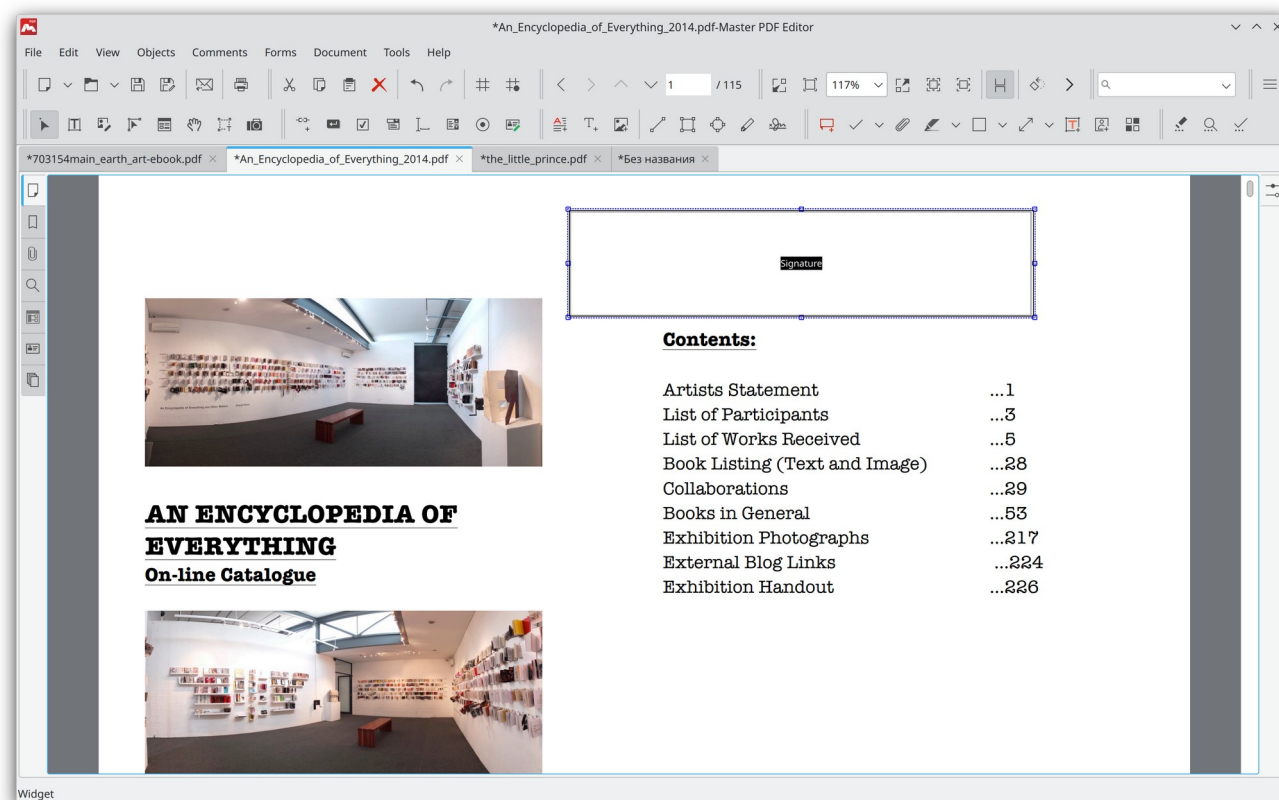 *An_Encyclopedia_of_Everything_2014.pdf-Master PDF Editor
File Edit View Objects Comments Forms Document Tools Help
1 / 115 117%
*703154main_earth_art-ebook.pdf *An_Encyclopedia_of_Everything_2014.pdf *the_little_prince.pdf *Без названия
Signature
AN ENCYCLOPEDIA OF
EVERYTHING
On-line Catalogue
Contents:
Artists Statement ...1
List of Participants ...3
List of Works Received ...5
Book Listing (Text and Image) ...28
Collaborations ...29
Books in General ...53
Exhibition Photographs ...217
External Blog Links ...224
Exhibition Handout ...226
Widget